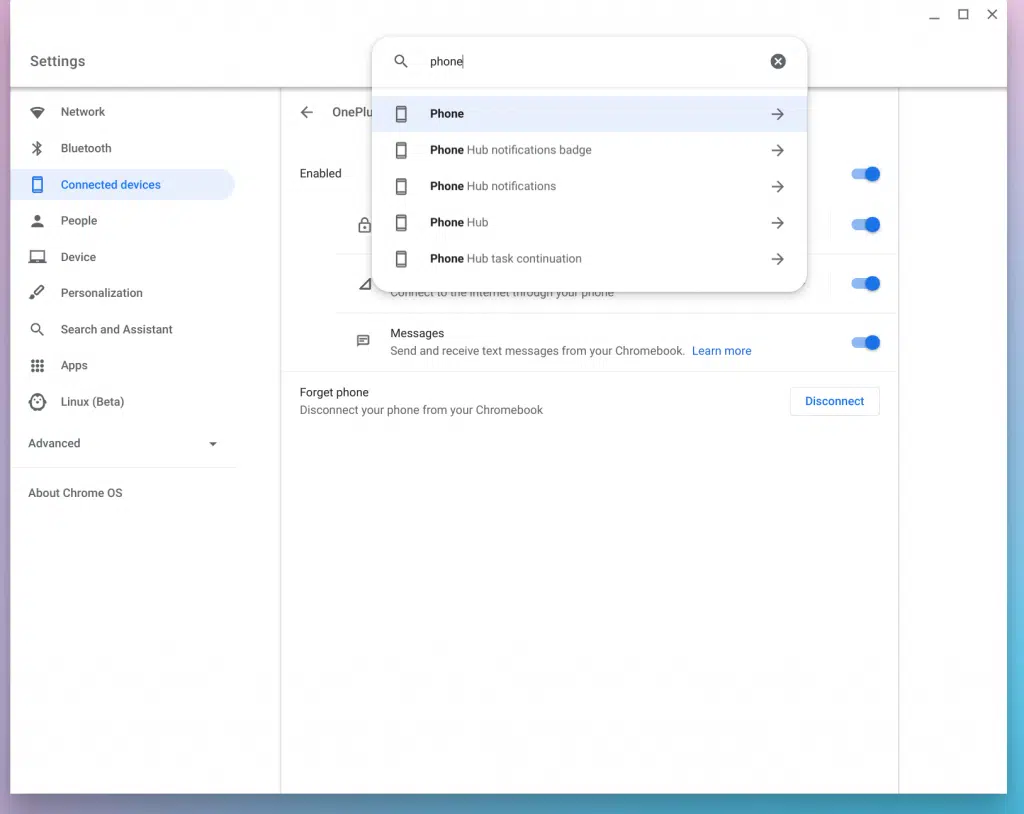 Settings
phone
Network
Bluetooth
Connected devices
People
Device
Personalization
Search and Assistant
Apps
Linux (Beta)
Advanced
About Chrome OS
Phone
Phone Hub notifications badge
Phone Hub notifications
Phone Hub
Phone Hub task continuation
OnePlu
Enabled
Connect to the internet through your phone
Messages
Send and receive text messages from your Chromebook. Learn more
Forget phone
Disconnect your phone from your Chromebook
Disconnect